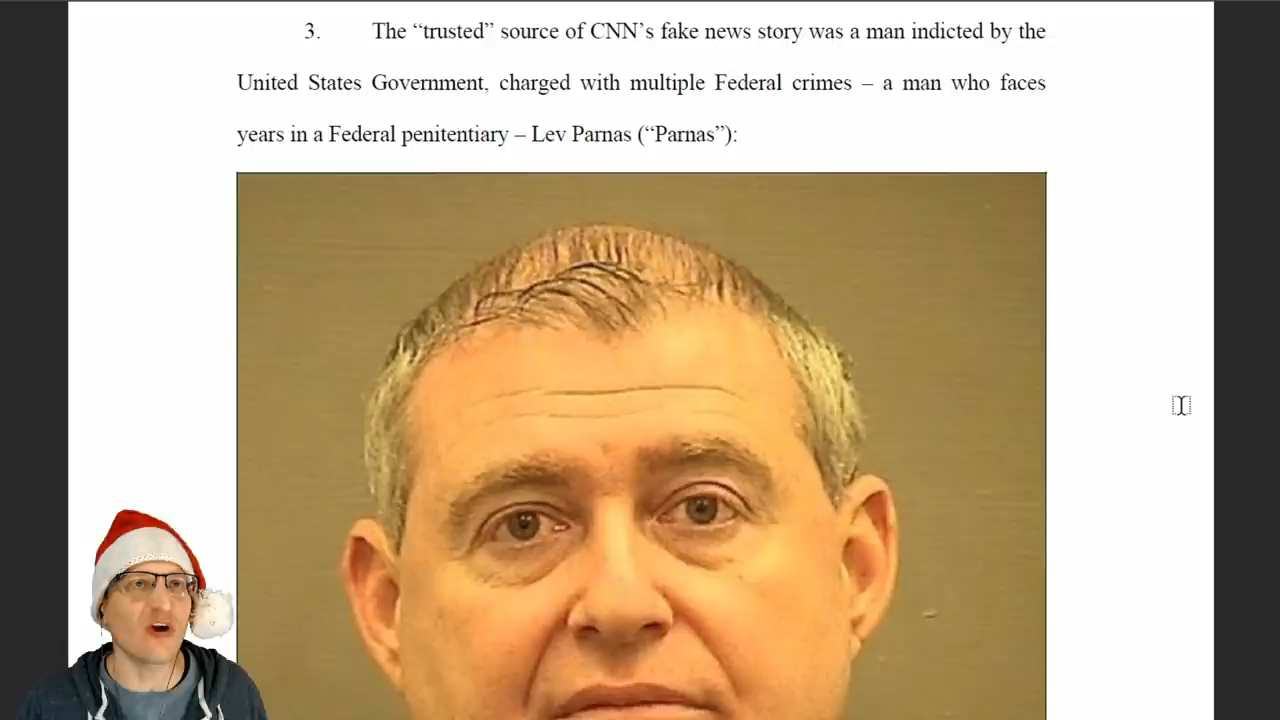 3. The “trusted” source of CNN’s fake news story was a man indicted by the
United States Government, charged with multiple Federal crimes – a man who faces
years in a Federal penitentiary – Lev Parnas (“Parnas”):